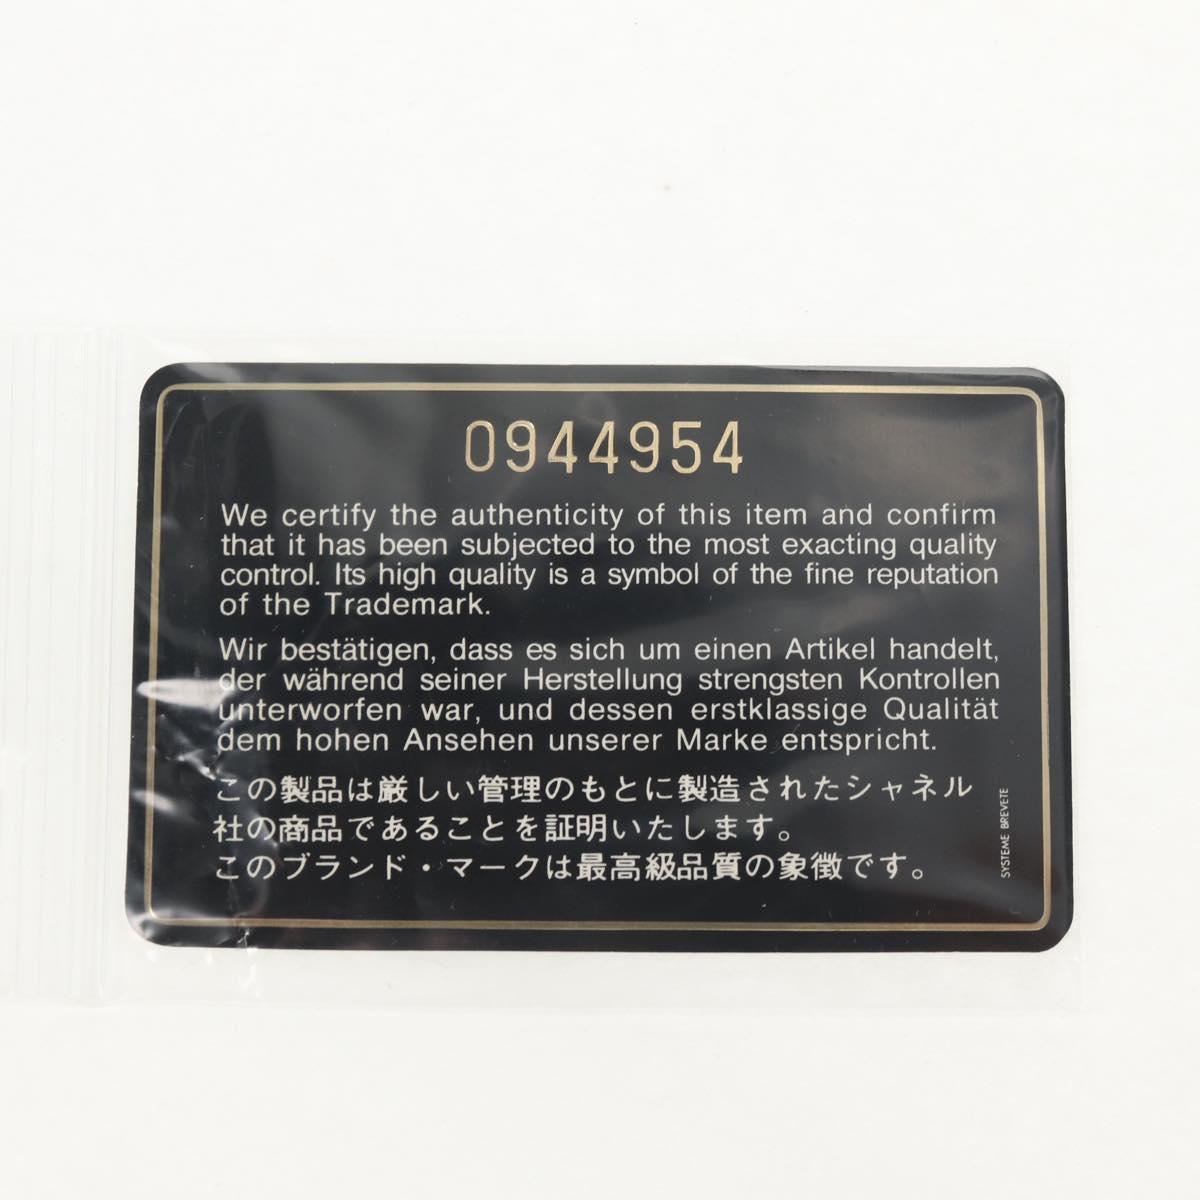 0944954
We certify the authenticity of this item and confirm
that it has been subjected to the most exacting quality
control. Its high quality is a symbol of the fine reputation
of the Trademark.
Wir bestätigen, dass es sich um einen Artikel handelt,
der während seiner Herstellung strengsten Kontrollen
unterworfen war, und dessen erstklassige Qualität
dem hohen Ansehen unserer Marke entspricht.
この製品は厳しい管理のもとに製造されたシャネル
社の商品であることを証明いたします。
このブランド・マークは最高級品質の象徴です。
SYSTEME BREVETE